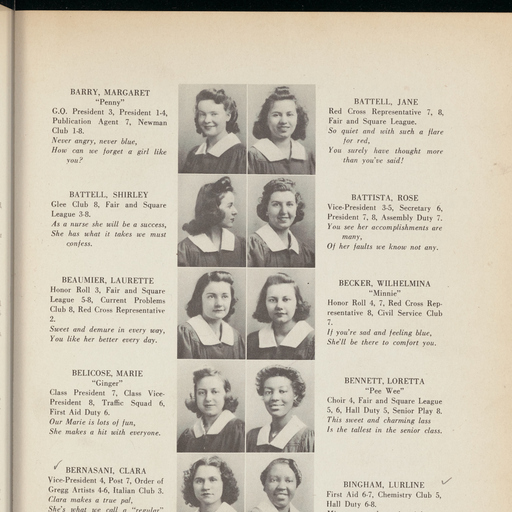 BARRY, MARGARET
"Penny"
G.O. President 3, President 1-4,
Publication Agent 7, Newman
Club 1-8.
Never angry, never blue,
How can we forget a girl like
you?
BATTELL, JANE
Red Cross Representative 7, 8,
Fair and Square League.
So quiet and with such a flare
for red,
You surely have thought more
than you've said!
BATTELL, SHIRLEY
Glee Club 8, Fair and Square
League 3-8.
As a nurse she will be a success,
She has what it takes we must
confess.
BATTISTA, ROSE
Vice-President 3-5, Secretary 6,
President 7, 8, Assembly Duty 7.
You see her accomplishments are
many,
Of her faults we know not any.
BEAUMIER, LAURETTE
Honor Roll 3, Fair and Square
League 5-8, Current Problems
Club 8, Red Cross Representative
2.
Sweet and demure in every way,
You like her better every day.
BECKER, WILHELMINA
"Minnie"
Honor Roll 4, 7, Red Cross Rep-
resentative 8, Civil Service Club
7.
If you're sad and feeling blue,
She'll be there to comfort you.
BELICOSE, MARIE
"Ginger"
Class President 7, Class Vice-
President 8, Traffic Squad 6,
First Aid Duty 6.
Our Marie is lots of fun,
She makes a hit with everyone.
BENNETT, LORETTA
"Pee Wee"
Choir 4, Fair and Square League
5, 6, Hall Duty 5, Senior Play 8.
This sweet and charming lass
Is the tallest in the senior class.
BERNASANI, CLARA
Vice-President 4, Post 7, Order of
Gregg Artists 4-6, Italian Club 3.
Clara makes a true pal,
She's what we call a "regular"
BINGHAM, LURLINE
First Aid 6-7, Chemistry Club 5,
Hall Duty 6-8.